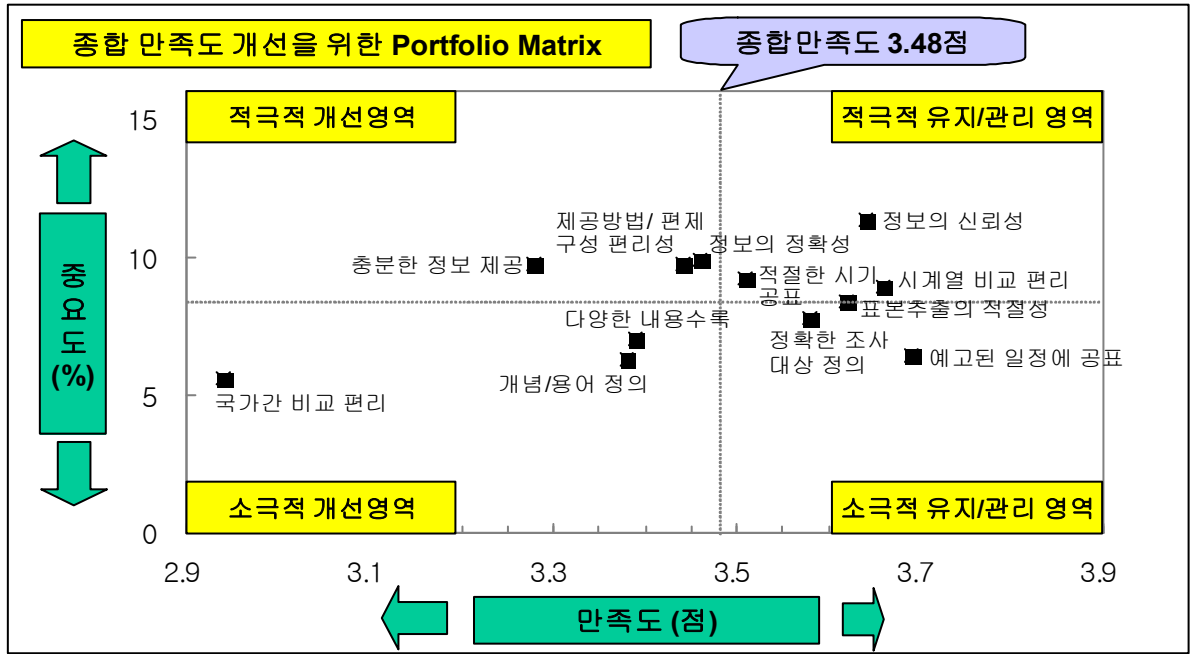 종합 만족도 개선을 위한 Portfolio Matrix
종합만족도 3.48점
적극적 개선영역
적극적 유지/관리 영역
15
제공방법/ 편제
구성 편리성
정보의 정확성
정보의 신뢰성
충분한 정보 제공
10
적절한 시기
공표
시계열 비교 편리
표본추출의 적절성
다양한 내용수록
정확한 조사
대상 정의
예고된 일정에 공표
개념/용어 정의
국가간 비교 편리
5
중
요
도
(%)
소극적 개선영역
소극적 유지/관리 영역
0
2.9
3.1
3.3
3.5
3.7
3.9
만족도 (점)